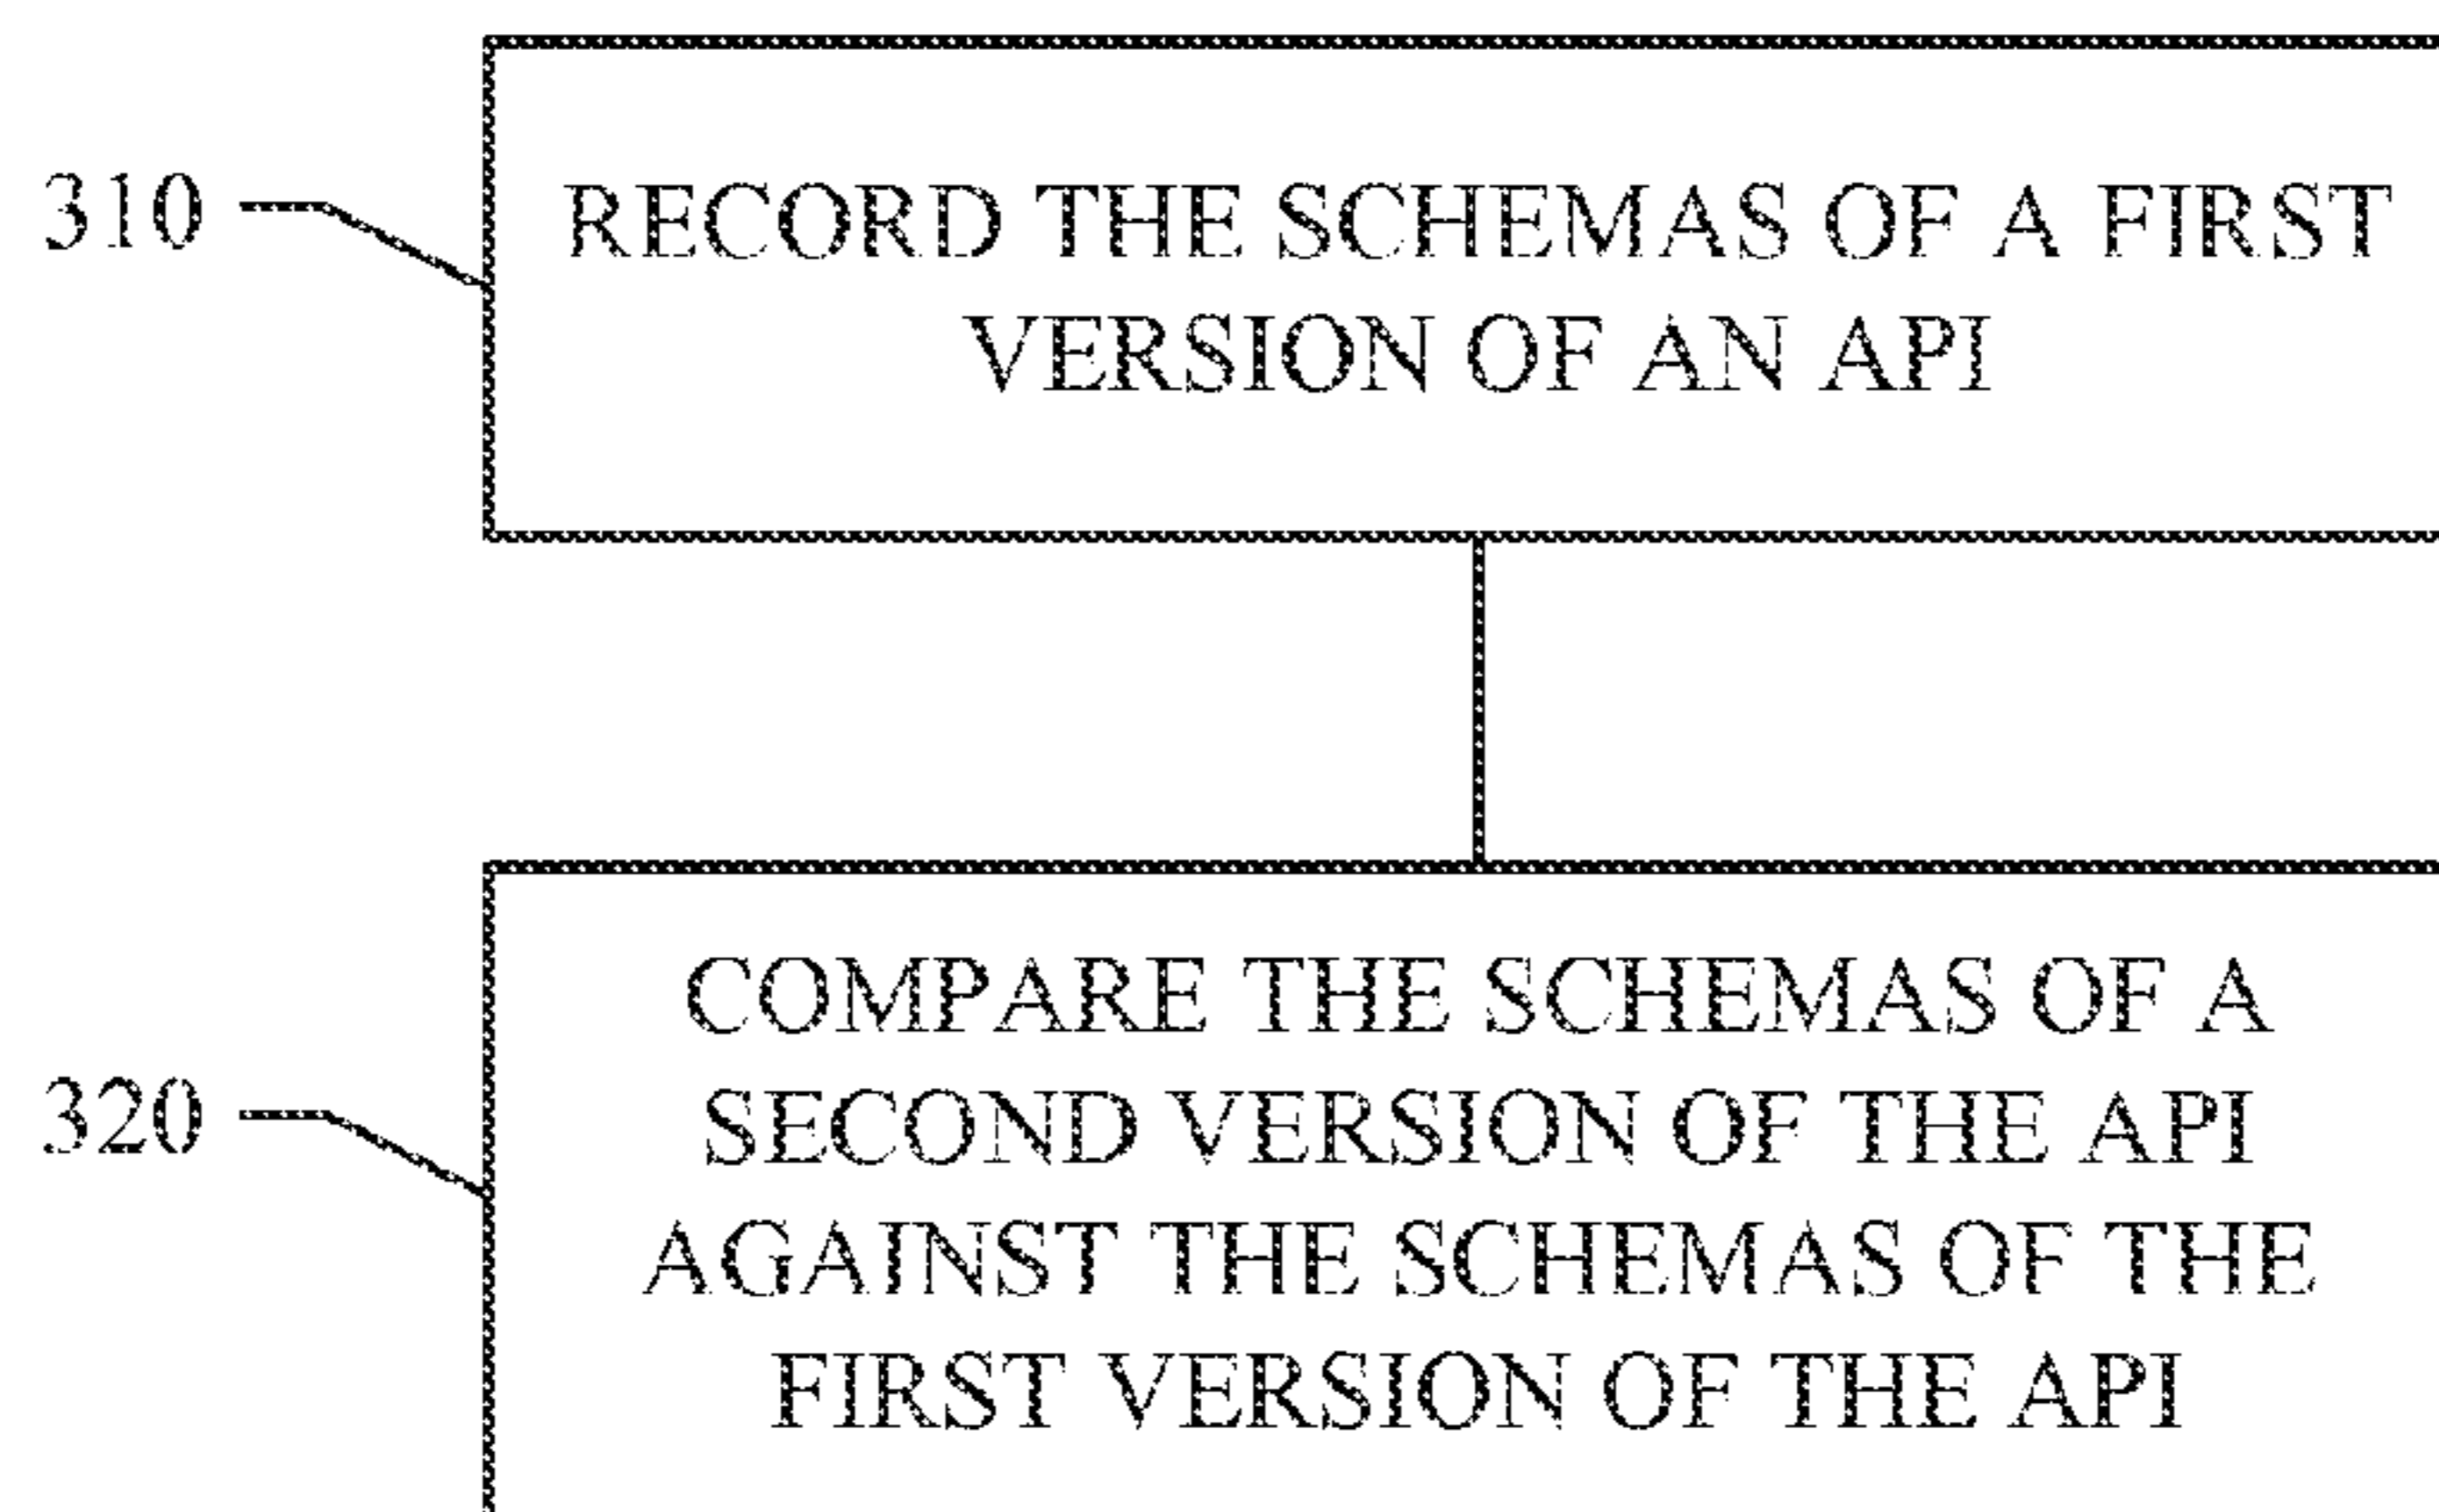 310
RECORD THE SCHEMAS OF A FIRST
VERSION OF AN API
COMPARE THE SCHEMAS OF A
SECOND VERSION OF THE API
320
AGAINST THE SCHEMAS OF THE
FIRST VERSION OF THE API